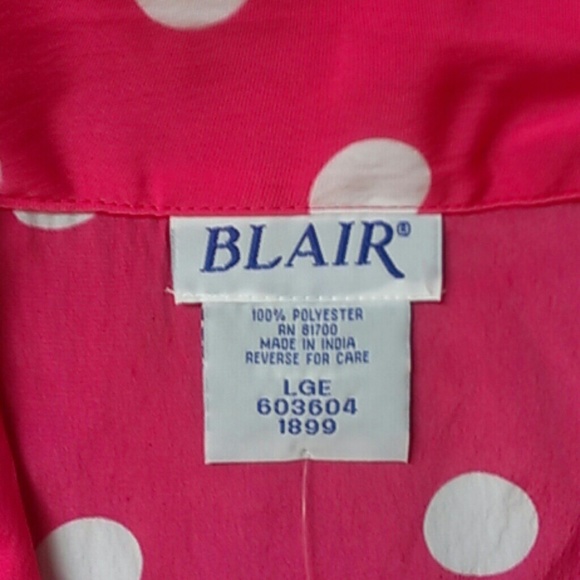 BLAIR®
100% POLYESTER
RN 81700
MADE IN INDIA
REVERSE FOR CARE
LGE
603604
1899